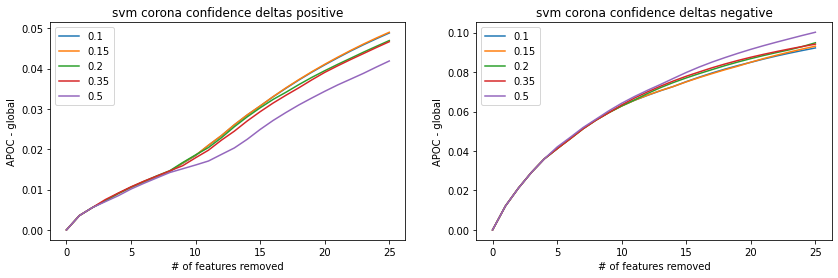 svm corona confidence deltas positive
APOC - global
0.05
0.04
0.03
0.02
0.01
0.00
0.1
0.15
0.2
0.35
0.5
0 5 10 15 20 25
# of features removed
svm corona confidence deltas negative
APOC - global
0.10
0.08
0.06
0.04
0.02
0.00
0.1
0.15
0.2
0.35
0.5
0 5 10 15 20 25
# of features removed